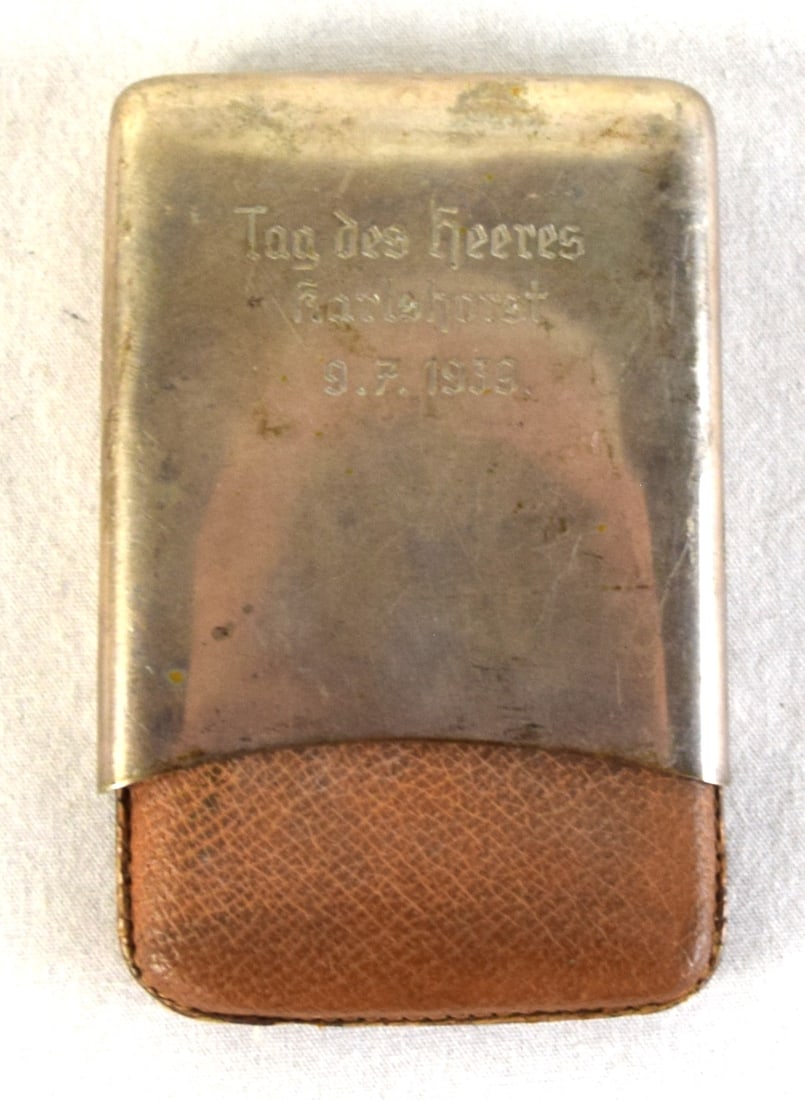 Tag des Heeres
Karlshorst
9.7.1939.